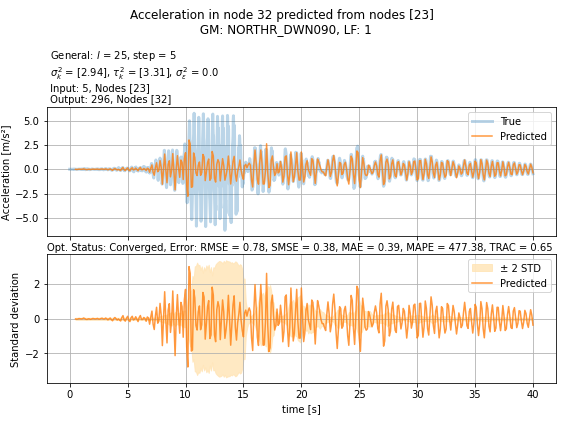 Acceleration in node 32 predicted from nodes [23]
GM: NORTHR_DWN090, LF: 1
General: l = 25, step = 5
σ²ₖ = [2.94], τ²ₖ = [3.31], σ²ε = 0.0
Input: 5, Nodes [23]
Output: 296, Nodes [32]
Acceleration [m/s²]
5.0
2.5
0.0
−2.5
−5.0
True
Predicted
Opt. Status: Converged, Error: RMSE = 0.78, SMSE = 0.38, MAE = 0.39, MAPE = 477.38, TRAC = 0.65
Standard deviation
2
0
−2
± 2 STD
Predicted
0 5 10 15 20 25 30 35 40
time [s]